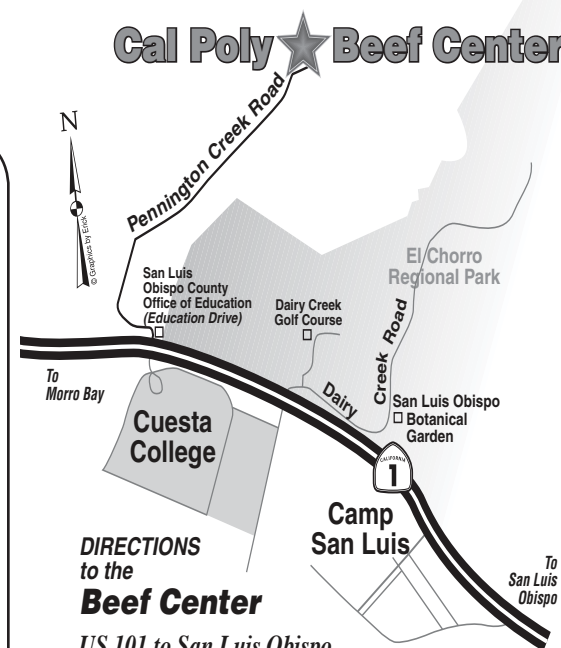 Cal Poly Beef Center
N
© Graphics by Erick
Pennington Creek Road
El Chorro
Regional Park
San Luis
Obispo County
Office of Education
(Education Drive)
Dairy Creek
Golf Course
Dairy
Creek Road
To
Morro Bay
San Luis Obispo
Botanical
Garden
Cuesta
College
CALIFORNIA
1
Camp
San Luis
To
San Luis
Obispo
DIRECTIONS
to the
Beef Center
US 101 to San Luis Obispo